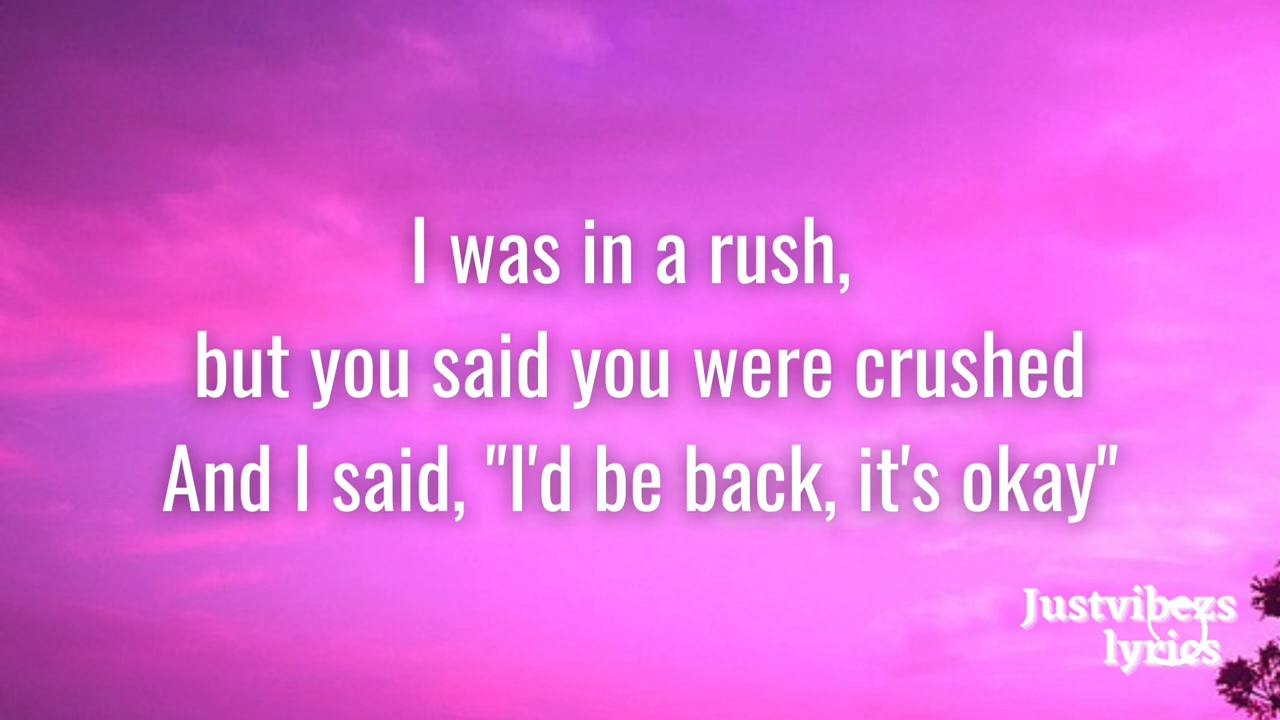 I was in a rush,
but you said you were crushed
And I said, "I'd be back, it's okay"
Justvibezs
lyrics